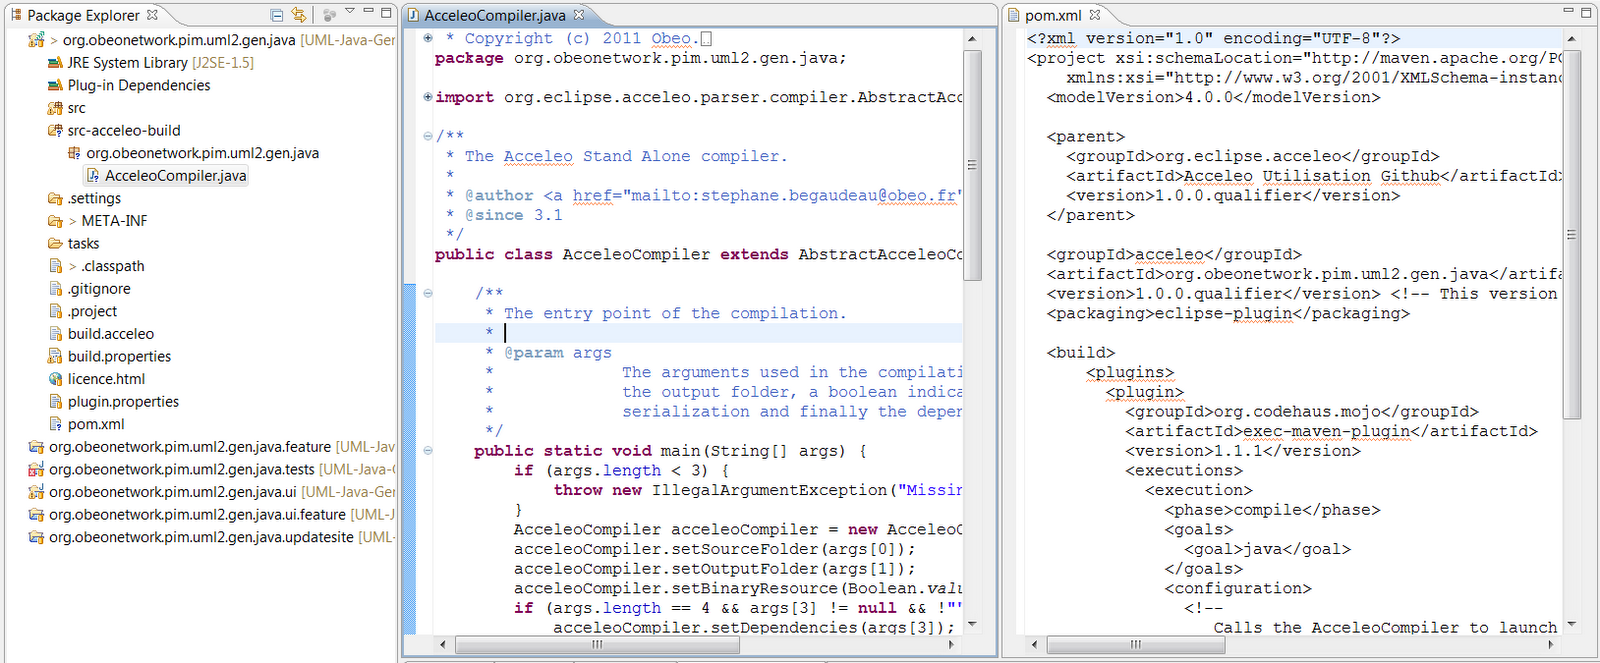 Package Explorer
> org.obeonetwork.pim.uml2.gen.java [UML-Java-Ger
JRE System Library [J2SE-1.5]
Plug-in Dependencies
src
src-acceleo-build
org.obeonetwork.pim.uml2.gen.java
AcceleoCompiler.java
.settings
> META-INF
tasks
> .classpath
.gitignore
.project
build.acceleo
build.properties
licence.html
plugin.properties
pom.xml
org.obeonetwork.pim.uml2.gen.java.feature [UML-Jav
org.obeonetwork.pim.uml2.gen.java.tests [UML-Java-G
org.obeonetwork.pim.uml2.gen.java.ui [UML-Java-Ger
org.obeonetwork.pim.uml2.gen.java.ui.feature [UML-J
org.obeonetwork.pim.uml2.gen.java.updatesite [UML-
AcceleoCompiler.java
* Copyright (c) 2011 Obeo.
package org.obeonetwork.pim.uml2.gen.java;
import org.eclipse.acceleo.parser.compiler.AbstractAcc
/**
* The Acceleo Stand Alone compiler.
*
* @author <a href="mailto:stephane.begaudeau@obeo.fr"
* @since 3.1
*/
public class AcceleoCompiler extends AbstractAcceleoCo
/**
* The entry point of the compilation.
*
* @param args
* The arguments used in the compilati
* the output folder, a boolean indica
* serialization and finally the deper
*/
public static void main(String[] args) {
if (args.length < 3) {
throw new IllegalArgumentException("Missin
}
AcceleoCompiler acceleoCompiler = new AcceleoC
acceleoCompiler.setSourceFolder(args[0]);
acceleoCompiler.setOutputFolder(args[1]);
acceleoCompiler.setBinaryResource(Boolean.valu
if (args.length == 4 && args[3] != null && !""
acceleoCompiler.setDependencies(args[3]);
pom.xml
<?xml version="1.0" encoding="UTF-8"?>
<project xsi:schemaLocation="http://maven.apache.org/PO
xmlns:xsi="http://www.w3.org/2001/XMLSchema-instanc
<modelVersion>4.0.0</modelVersion>
<parent>
<groupId>org.eclipse.acceleo</groupId>
<artifactId>Acceleo Utilisation Github</artifactId>
<version>1.0.0.qualifier</version>
</parent>
<groupId>acceleo</groupId>
<artifactId>org.obeonetwork.pim.uml2.gen.java</artifa
<version>1.0.0.qualifier</version> <!-- This version
<packaging>eclipse-plugin</packaging>
<build>
<plugins>
<plugin>
<groupId>org.codehaus.mojo</groupId>
<artifactId>exec-maven-plugin</artifactId>
<version>1.1.1</version>
<executions>
<execution>
<phase>compile</phase>
<goals>
<goal>java</goal>
</goals>
<configuration>
<!--
Calls the AcceleoCompiler to launch